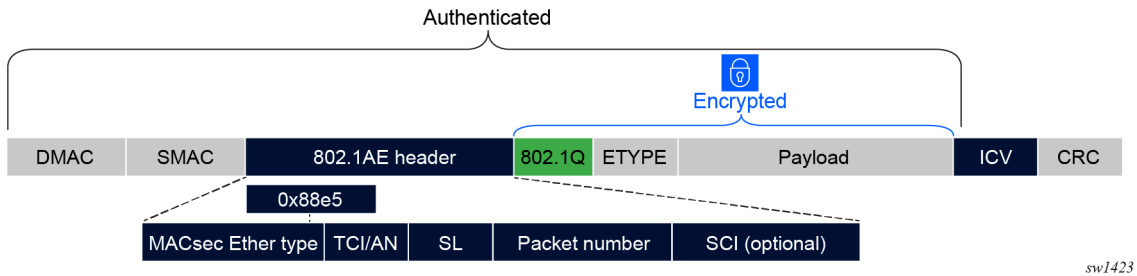 Authenticated
Encrypted
DMAC SMAC 802.1AE header 802.1Q ETYPE Payload ICV CRC
0x88e5
MACsec Ether type TCI/AN SL Packet number SCI (optional)
sw1423